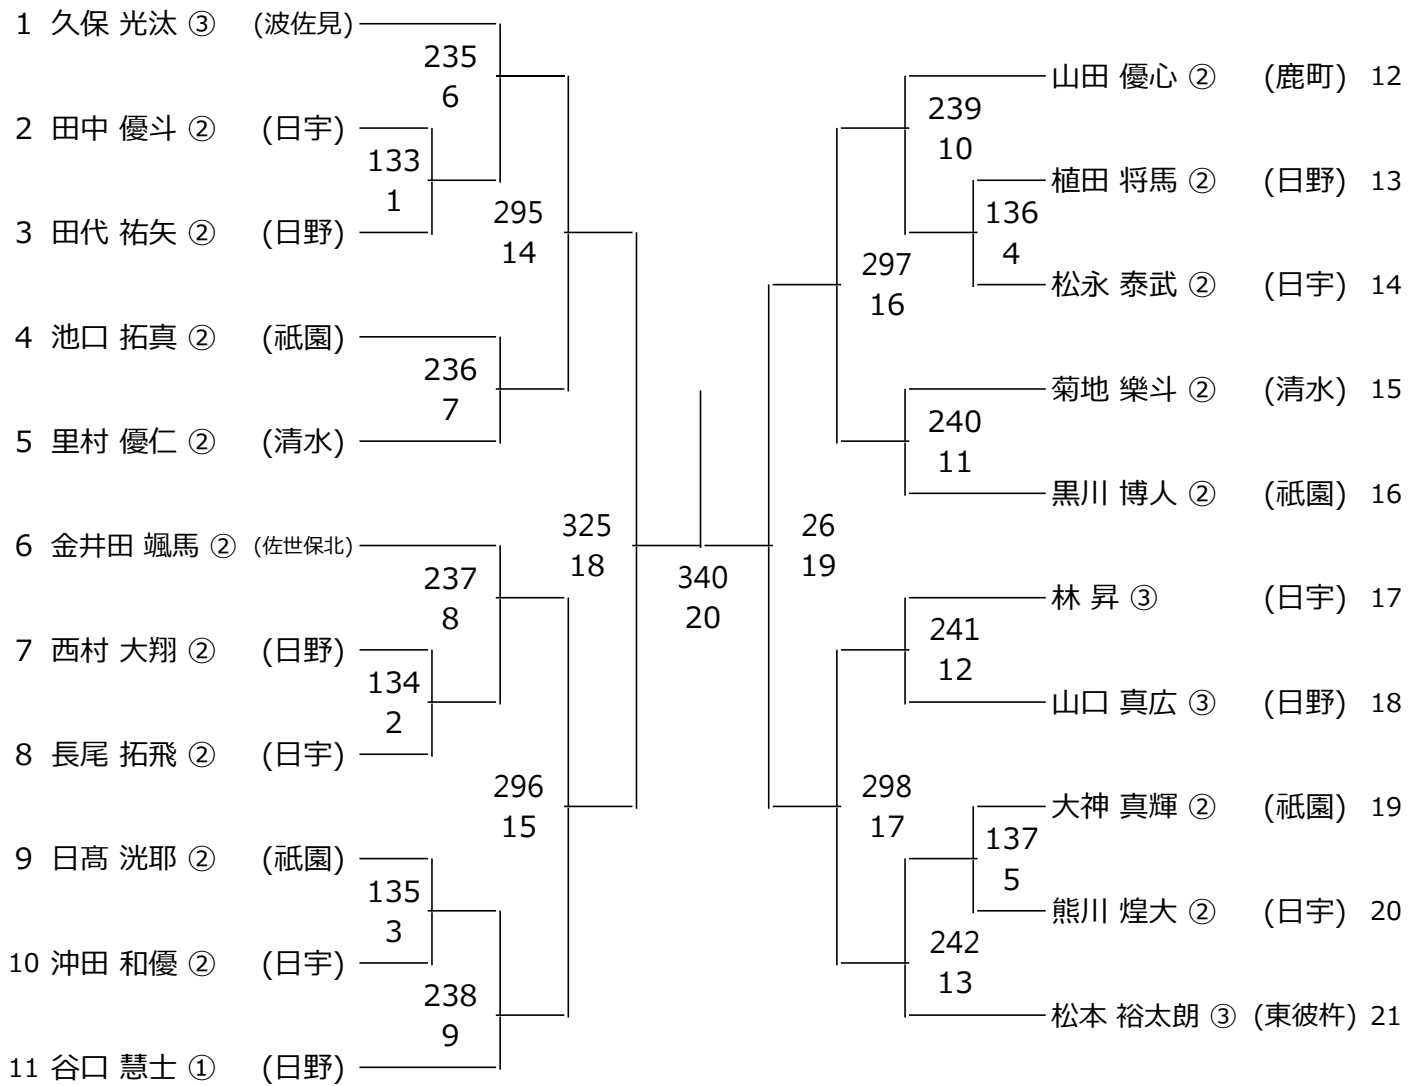 1 久保 光汰 ③ (波佐見)
235
6
2 田中 優斗 ② (日宇)
133
1
3 田代 祐矢 ② (日野)
295
14
4 池口 拓真 ② (祇園)
236
7
5 里村 優仁 ② (清水)
6 金井田 颯馬 ② (佐世保北)
325
18
237
8
7 西村 大翔 ② (日野)
134
2
8 長尾 拓飛 ② (日宇)
296
15
9 日髙 洸耶 ② (祇園)
135
3
10 沖田 和優 ② (日宇)
238
9
11 谷口 慧士 ① (日野)
340
20
山田 優心 ② (鹿町) 12
239
10
植田 将馬 ② (日野) 13
136
4
297
16
松永 泰武 ② (日宇) 14
菊地 樂斗 ② (清水) 15
240
11
黒川 博人 ② (祇園) 16
26
19
林 昇 ③ (日宇) 17
241
12
山口 真広 ③ (日野) 18
298
17
大神 真輝 ② (祇園) 19
137
5
熊川 煌大 ② (日宇) 20
242
13
松本 裕太朗 ③ (東彼杵) 21